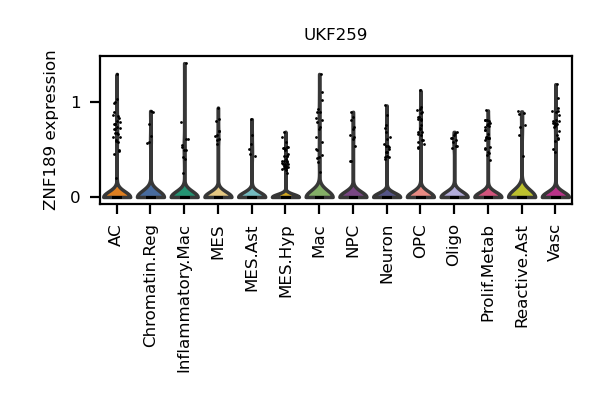 UKF259
ZNF189 expression
1
0
AC
Chromatin.Reg
Inflammatory.Mac
MES
MES.Ast
MES.Hyp
Mac
NPC
Neuron
OPC
Oligo
Prolif.Metab
Reactive.Ast
Vasc